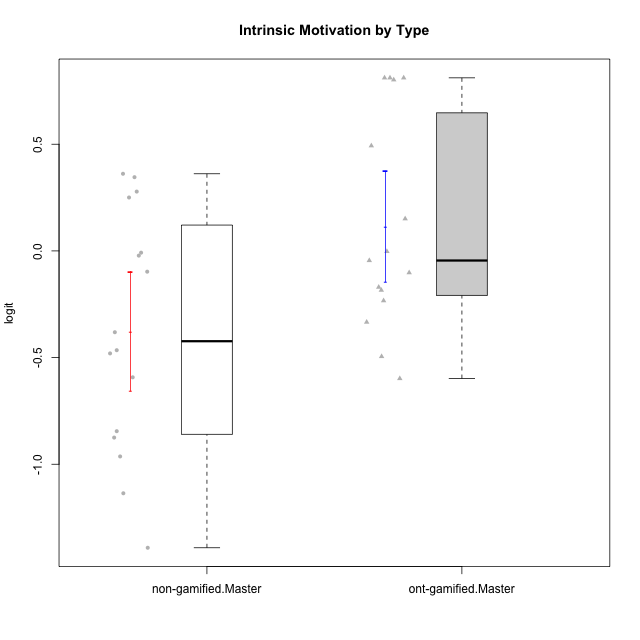 Intrinsic Motivation by Type
logit
0.5
0.0
-0.5
-1.0
non-gamified.Master
ont-gamified.Master